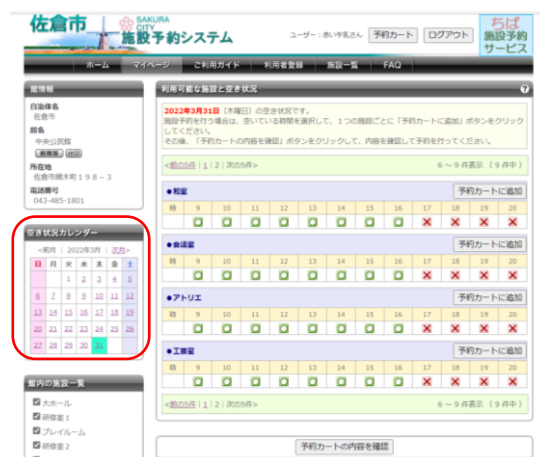 佐倉市
SAKURA
CITY
施設予約システム
ユーザー：赤い牛乳さん
予約カート
ログアウト
ちば
施設予約
サービス
ホーム
マイページ
ご利用ガイド
利用者登録
施設一覧
FAQ
館情報
自治体名
佐倉市
館名
中央公民館
地図
所在地
佐倉市鏑木町１９８－３
電話番号
043-485-1801
空き状況カレンダー
<前月 | 2022年3月 | 次月>
日 月 火 水 木 金 土
1 2 3 4 5
6 7 8 9 10 11 12
13 14 15 16 17 18 19
20 21 22 23 24 25 26
27 28 29 30 31
館内の施設一覧
大ホール
研修室１
プレイルーム
研修室２
利用可能な施設と空き状況
2022年3月31日（木曜日）の空き状況です。
施設予約を行う場合は、空いている時間を選択して、１つの施設ごとに「予約カートに追加」ボタンをクリック
してください。
その後、「予約カートの内容を確認」ボタンをクリックして、内容を確認して予約を行ってください。
<前の5件 | 1 | 2 | 次の5件>
6 ～ 9 件表示 （ 9 件中 ）
●和室
予約カートに追加
時 9 10 11 12 13 14 15 16 17 18 19 20
●会議室
予約カートに追加
時 9 10 11 12 13 14 15 16 17 18 19 20
●アトリエ
予約カートに追加
時 9 10 11 12 13 14 15 16 17 18 19 20
●工芸室
予約カートに追加
時 9 10 11 12 13 14 15 16 17 18 19 20
<前の5件 | 1 | 2 | 次の5件>
6 ～ 9 件表示 （ 9 件中 ）
予約カートの内容を確認